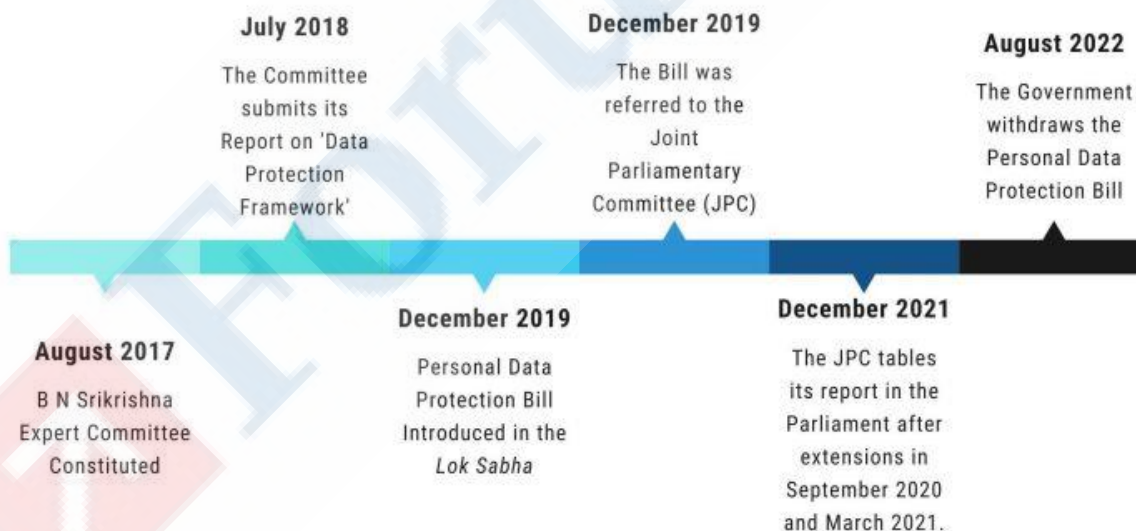 August 2017
B N Srikrishna
Expert Committee
Constituted
July 2018
The Committee
submits its
Report on 'Data
Protection
Framework'
December 2019
Personal Data
Protection Bill
Introduced in the
Lok Sabha
December 2019
The Bill was
referred to the
Joint
Parliamentary
Committee (JPC)
December 2021
The JPC tables
its report in the
Parliament after
extensions in
September 2020
and March 2021.
August 2022
The Government
withdraws the
Personal Data
Protection Bill